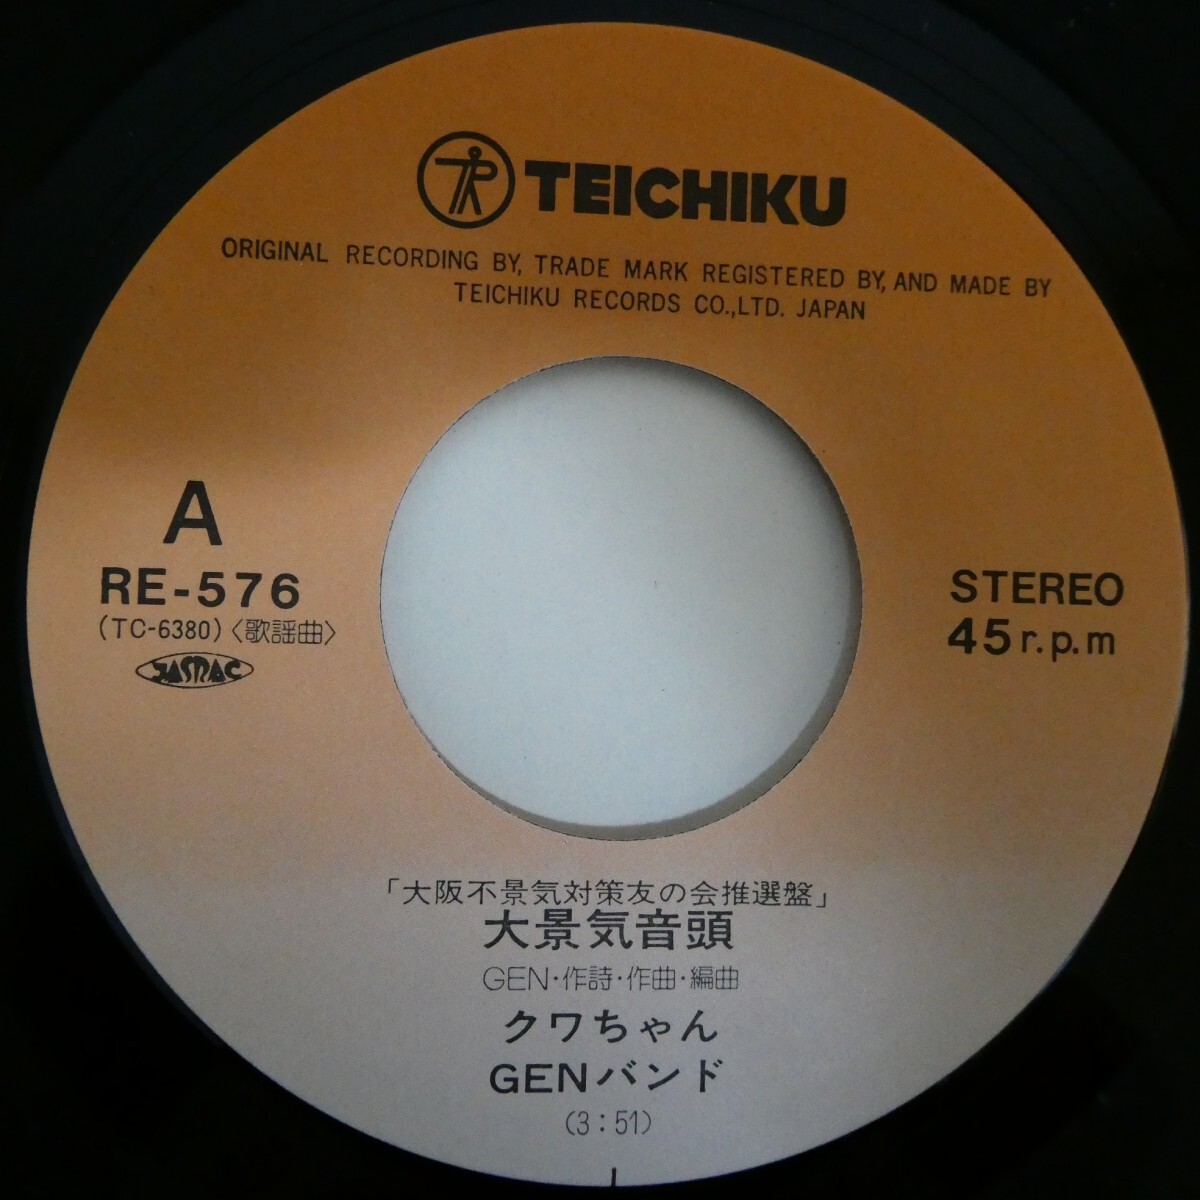 TR TEICHIKU
ORIGINAL RECORDING BY, TRADE MARK REGISTERED BY, AND MADE BY
TEICHIKU RECORDS CO.,LTD. JAPAN
A
RE-576
(TC-6380)〈歌謡曲〉
JASRAC
STEREO
45r.p.m
「大阪不景気対策友の会推選盤」
大景気音頭
GEN・作詩・作曲・編曲
クワちゃん
GENバンド
(3:51)